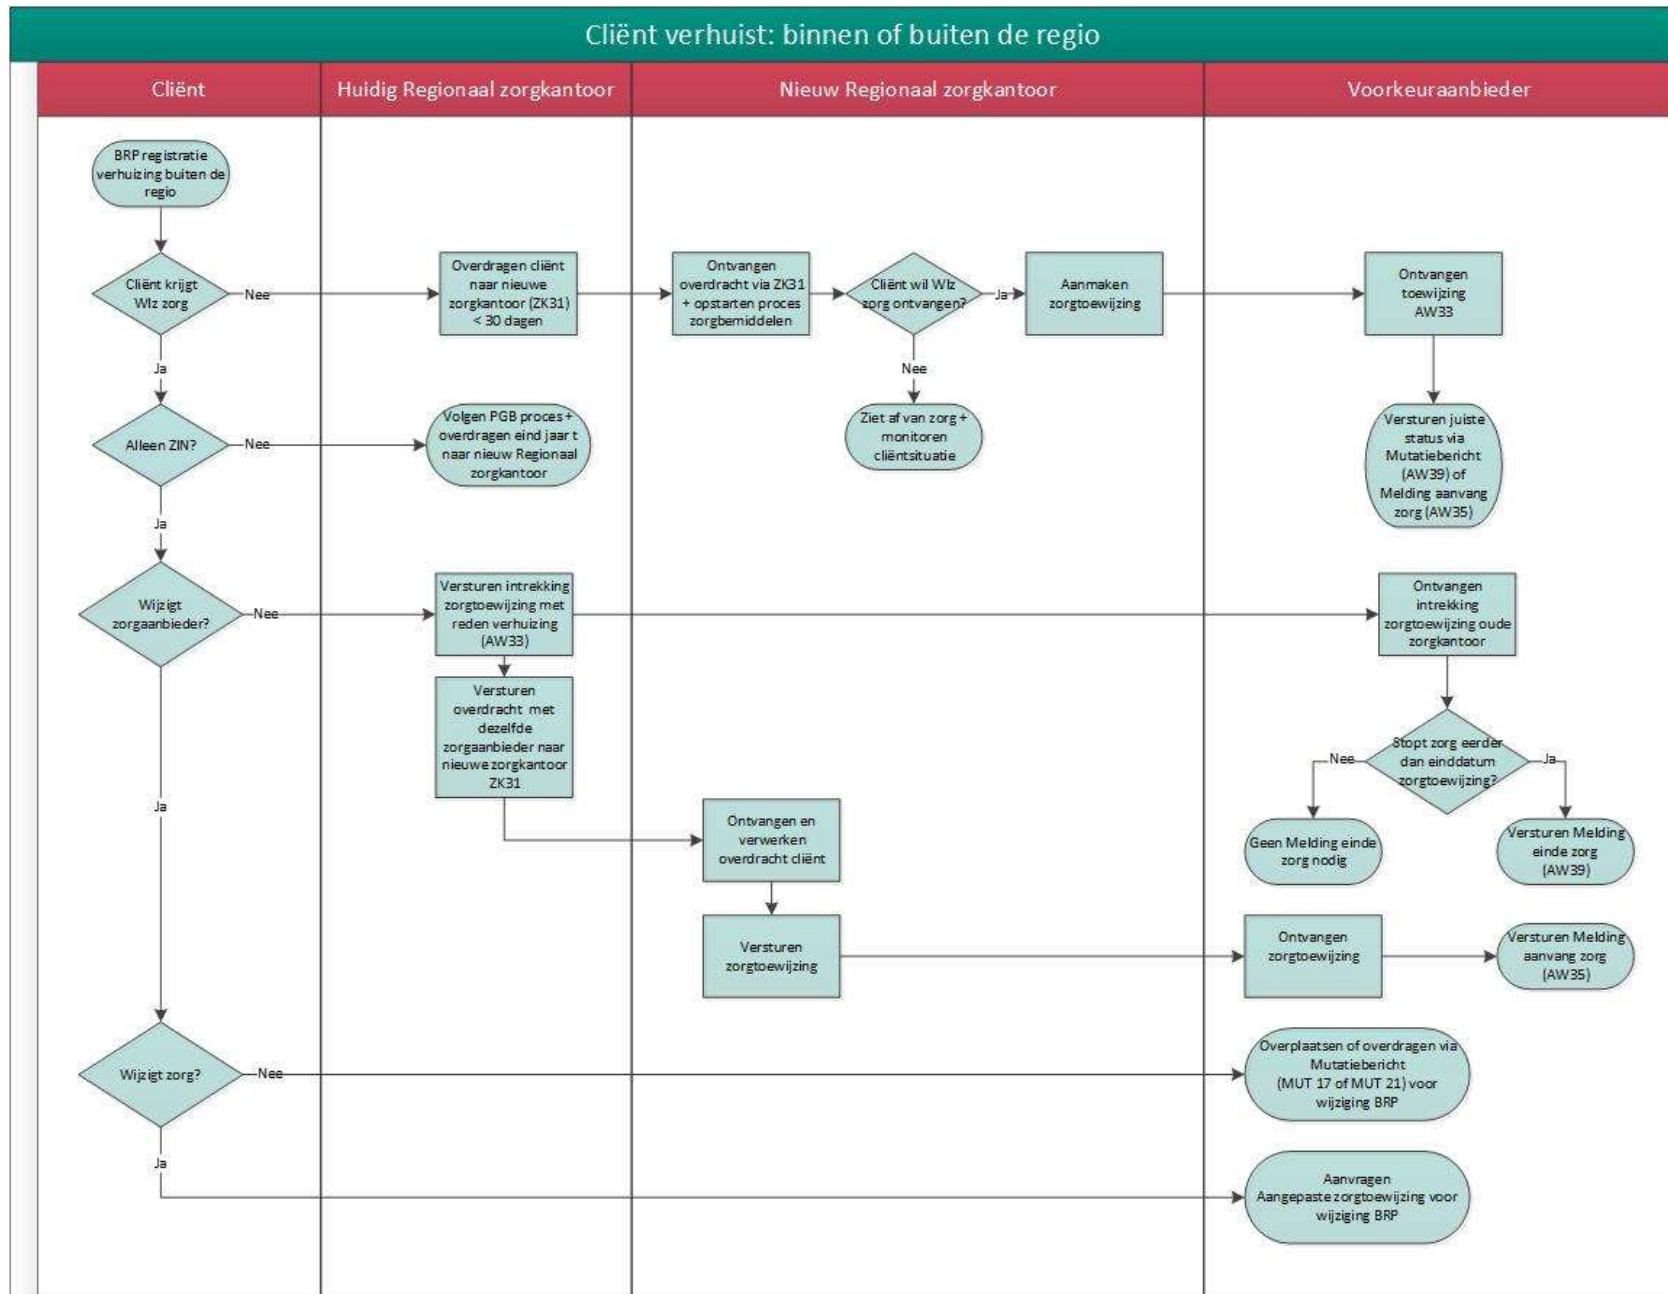 Cliënt verhuist: binnen of buiten de regio
Cliënt
Huidig Regionaal zorgkantoor
Nieuw Regionaal zorgkantoor
Voorkeuraanbieder
BRP registratie
verhuizing buiten de
regio
Cliënt krijgt
Wlz zorg
Nee
Overdragen cliënt
naar nieuwe
zorgkantoor (ZK31)
< 30 dagen
Ontvangen
overdracht via ZK31
+ opstarten proces
zorgbemiddelen
Cliënt wil Wlz
zorg ontvangen?
Ja
Aanmaken
zorgtoewijzing
Ontvangen
toewijzing
AW33
Ja
Nee
Alleen ZIN?
Nee
Volgen PGB proces +
overdragen eind jaar t
naar nieuw Regionaal
zorgkantoor
Ziet af van zorg +
monitoren
cliëntsituatie
Versturen juiste
status via
Mutatiebericht
(AW39) of
Melding aanvang
zorg (AW35)
Ja
Wijzigt
zorgaanbieder?
Nee
Versturen intrekking
zorgtoewijzing met
reden verhuizing
(AW33)
Ontvangen
intrekking
zorgtoewijzing oude
zorgkantoor
Versturen
overdracht met
dezelfde
zorgaanbieder naar
nieuwe zorgkantoor
ZK31
Stopt zorg eerder
dan einddatum
zorgtoewijzing?
Nee
Ja
Ja
Ontvangen en
verwerken
overdracht cliënt
Geen Melding einde
zorg nodig
Versturen Melding
einde zorg
(AW39)
Versturen
zorgtoewijzing
Ontvangen
zorgtoewijzing
Versturen Melding
aanvang zorg
(AW35)
Wijzigt zorg?
Nee
Overplaatsen of overdragen via
Mutatiebericht
(MUT 17 of MUT 21) voor
wijziging BRP
Ja
Aanvragen
Aangepaste zorgtoewijzing voor
wijziging BRP